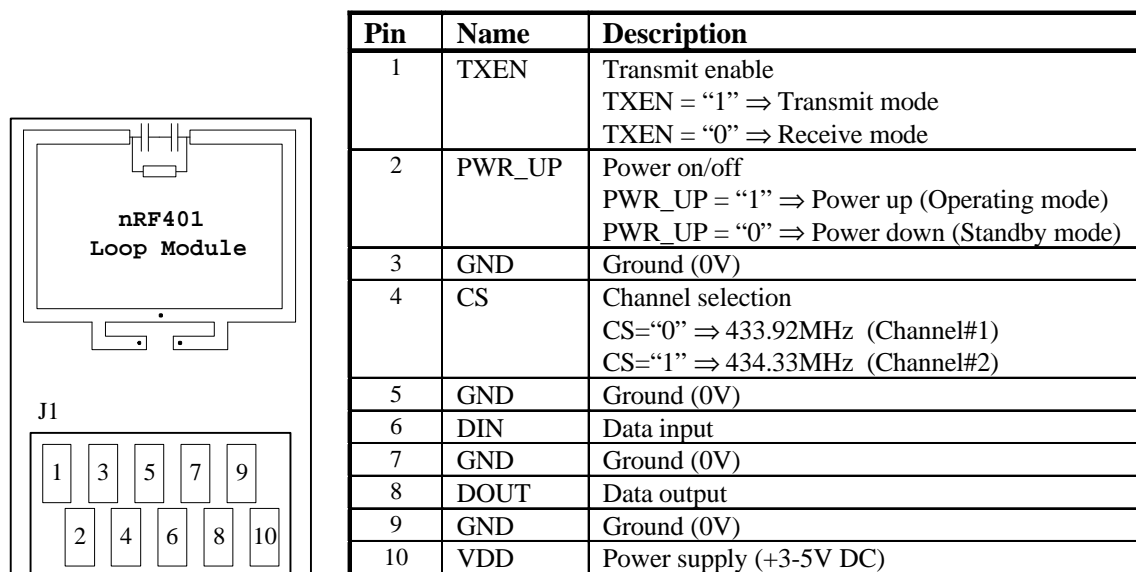 nRF401
Loop Module
J1
1 3 5 7 9
2 4 6 8 10
Pin Name Description
1 TXEN Transmit enable
TXEN = “1” ⇒ Transmit mode
TXEN = “0” ⇒ Receive mode
2 PWR_UP Power on/off
PWR_UP = “1” ⇒ Power up (Operating mode)
PWR_UP = “0” ⇒ Power down (Standby mode)
3 GND Ground (0V)
4 CS Channel selection
CS=“0” ⇒ 433.92MHz (Channel#1)
CS=“1” ⇒ 434.33MHz (Channel#2)
5 GND Ground (0V)
6 DIN Data input
7 GND Ground (0V)
8 DOUT Data output
9 GND Ground (0V)
10 VDD Power supply (+3-5V DC)